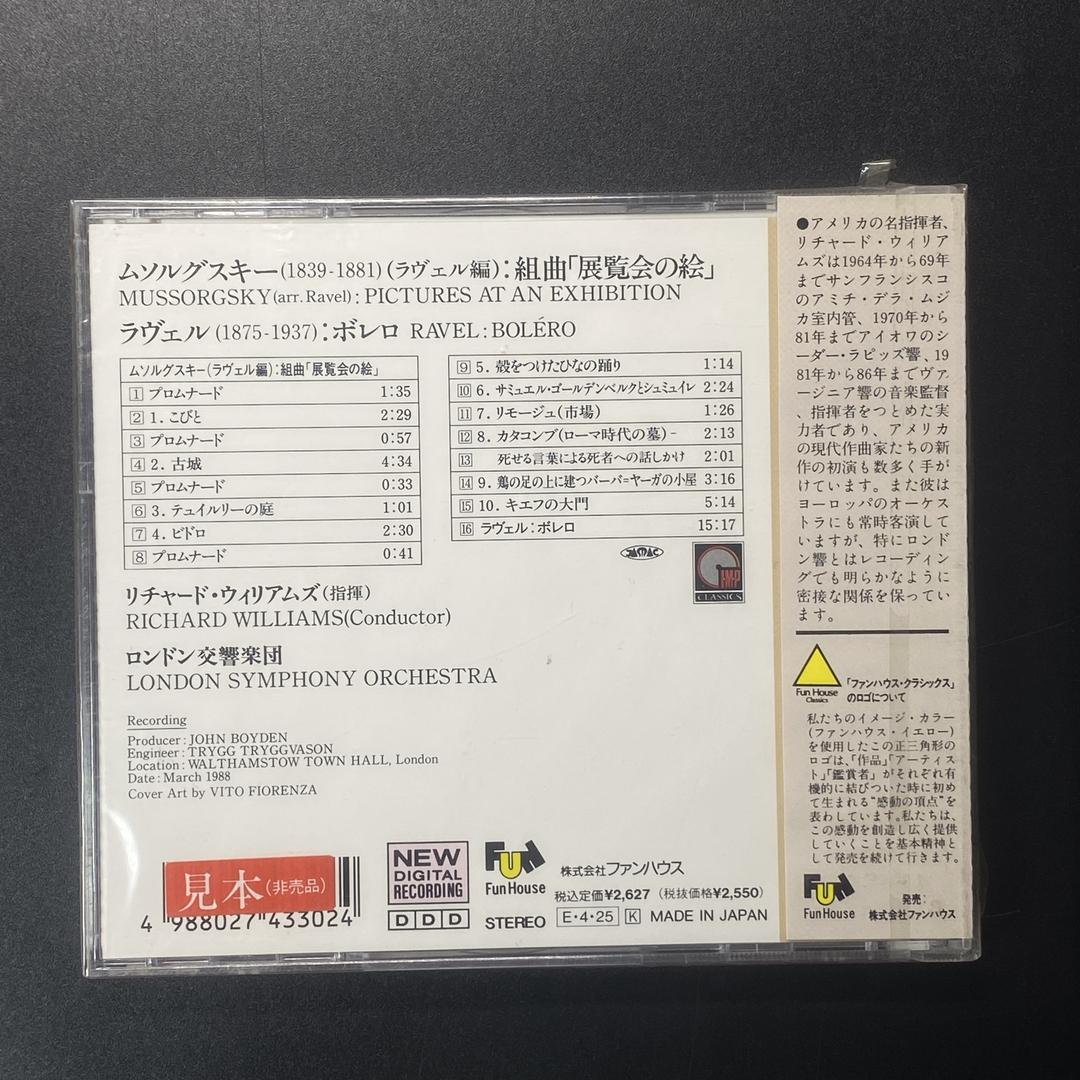 ムソルグスキー(1839-1881)(ラヴェル編):組曲「展覧会の絵」
MUSSORGSKY(arr. Ravel): PICTURES AT AN EXHIBITION
ラヴェル(1875-1937):ボレロ RAVEL: BOLÉRO
ムソルグスキー(ラヴェル編):組曲「展覧会の絵」
1 プロムナード 1:35
2 1. こびと 2:29
3 プロムナード 0:57
4 2. 古城 4:34
5 プロムナード 0:33
6 3. テュイルリーの庭 1:01
7 4. ビドロ 2:30
8 プロムナード 0:41
9 5. 殻をつけたひなの踊り 1:14
10 6. サミュエル・ゴールデンベルクとシュミュイレ 2:24
11 7. リモージュ(市場) 1:26
12 8. カタコンブ(ローマ時代の墓)− 2:13
13 死せる言葉による死者への話しかけ 2:01
14 9. 鶏の足の上に建つバーバ=ヤーガの小屋 3:16
15 10. キエフの大門 5:14
16 ラヴェル:ボレロ 15:17
JASRAC
IMP
CLASSICS
リチャード・ウィリアムズ(指揮)
RICHARD WILLIAMS(Conductor)
ロンドン交響楽団
LONDON SYMPHONY ORCHESTRA
Recording
Producer: JOHN BOYDEN
Engineer: TRYGG TRYGGVASON
Location: WALTHAMSTOW TOWN HALL, London
Date: March 1988
Cover Art by VITO FIORENZA
見本(非売品)
4 988027 433024
NEW
DIGITAL
RECORDING
D D D
Fun
Fun House
STEREO
株式会社ファンハウス
税込定価¥2,627 (税抜価格¥2,550)
E・4・25 K MADE IN JAPAN
●アメリカの名指揮者、
リチャード・ウィリア
ムズは1964年から69年
までサンフランシスコ
のアミチ・デラ・ムジ
カ室内管、1970年から
81年までアイオワのシ
ーダー・ラピッズ響、19
81年から86年までヴァ
ージニア響の音楽監督
、指揮者をつとめた実
力者であり、アメリカ
の現代作曲家たちの新
作の初演も数多く手が
けています。また彼は
ヨーロッパのオーケス
トラにも常時客演して
いますが、特にロンド
ン響とはレコーディン
グでも明らかなように
密接な関係を保ってい
ます。
Fun House
Classics
「ファンハウス・クラシックス」
のロゴについて
私たちのイメージ・カラー
(ファンハウス・イエロー)
を使用したこの正三角形の
ロゴは、「作品」「アーティス
ト」「鑑賞者」がそれぞれ有
機的に結びついた時に初め
て生まれる“感動の頂点”を
表わしています。私たちは、
この感動を創造し広く提供
していくことを基本精神と
して発売を続けて行きます。
Fun
Fun House
発売:
株式会社ファンハウス